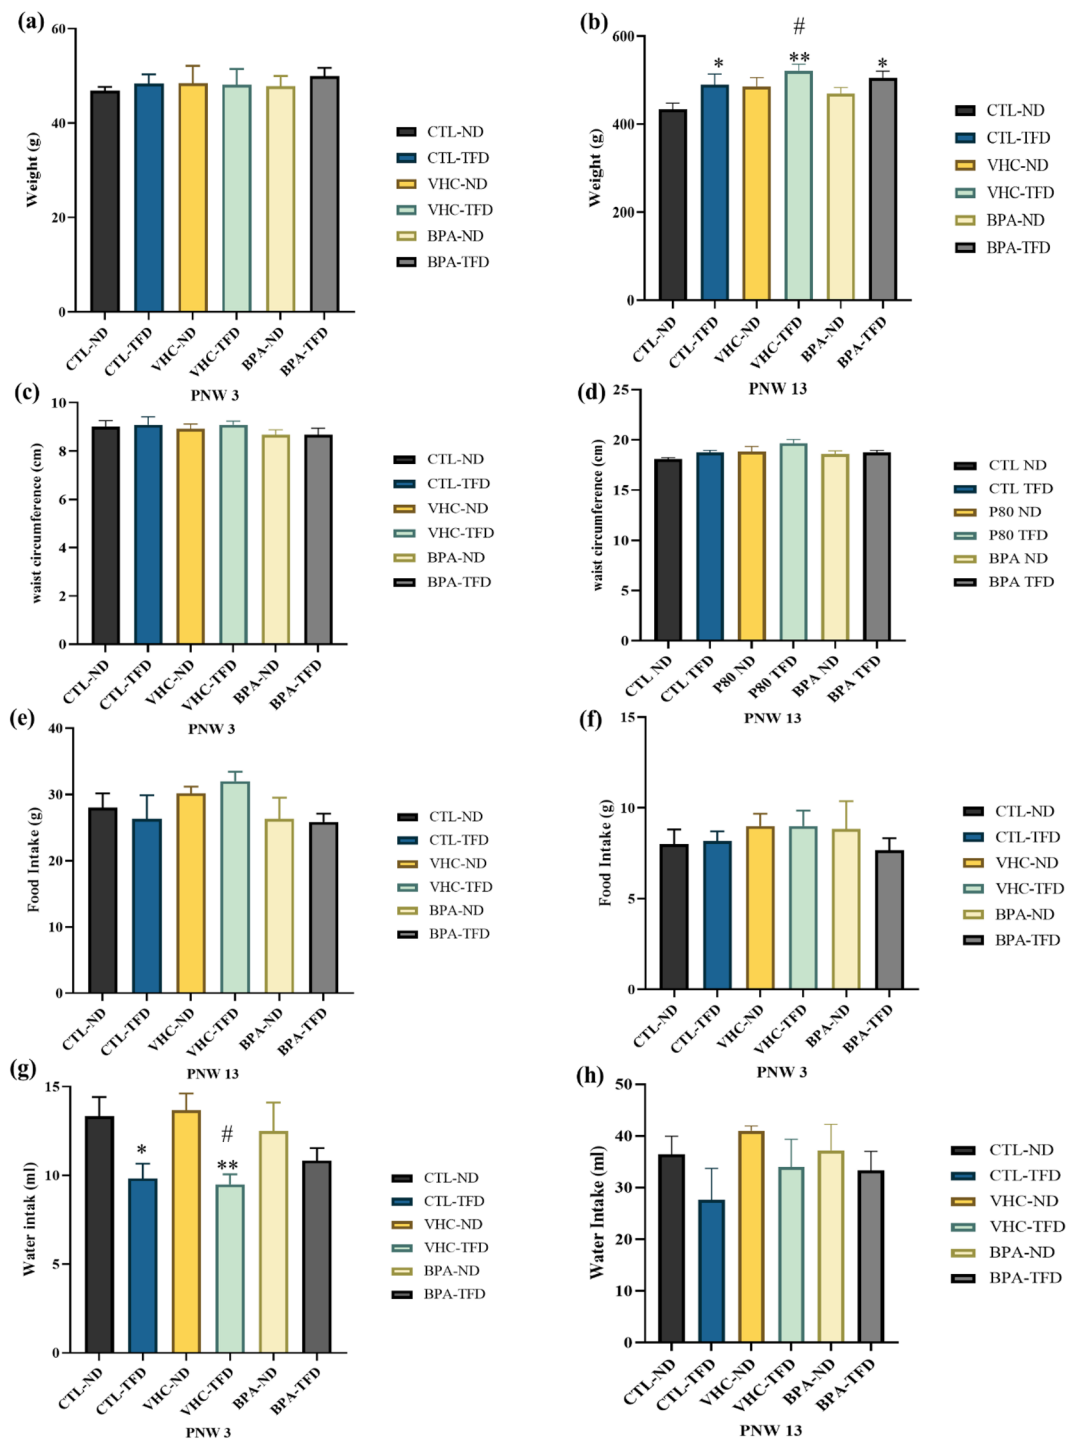 (a)
Weight (g)
60
40
20
0
CTL-ND
CTL-TFD
VHC-ND
VHC-TFD
BPA-ND
BPA-TFD
PNW 3
CTL-ND
CTL-TFD
VHC-ND
VHC-TFD
BPA-ND
BPA-TFD
(b)
Weight (g)
600
400
200
0
*
#
**
*
CTL-ND
CTL-TFD
VHC-ND
VHC-TFD
BPA-ND
BPA-TFD
PNW 13
CTL-ND
CTL-TFD
VHC-ND
VHC-TFD
BPA-ND
BPA-TFD
(c)
waist circumference (cm)
10
8
6
4
2
0
CTL-ND
CTL-TFD
VHC-ND
VHC-TFD
BPA-ND
BPA-TFD
PNW 3
CTL-ND
CTL-TFD
VHC-ND
VHC-TFD
BPA-ND
BPA-TFD
(d)
waist circumference (cm)
25
20
15
10
5
0
CTL ND
CTL TFD
P80 ND
P80 TFD
BPA ND
BPA TFD
PNW 13
CTL ND
CTL TFD
P80 ND
P80 TFD
BPA ND
BPA TFD
(e)
Food Intake (g)
40
30
20
10
0
CTL-ND
CTL-TFD
VHC-ND
VHC-TFD
BPA-ND
BPA-TFD
PNW 13
CTL-ND
CTL-TFD
VHC-ND
VHC-TFD
BPA-ND
BPA-TFD
(f)
Food Intake (g)
15
10
5
0
CTL-ND
CTL-TFD
VHC-ND
VHC-TFD
BPA-ND
BPA-TFD
PNW 3
CTL-ND
CTL-TFD
VHC-ND
VHC-TFD
BPA-ND
BPA-TFD
(g)
Water intak (ml)
15
10
5
0
*
#
**
CTL-ND
CTL-TFD
VHC-ND
VHC-TFD
BPA-ND
BPA-TFD
PNW 3
CTL-ND
CTL-TFD
VHC-ND
VHC-TFD
BPA-ND
BPA-TFD
(h)
Water Intake (ml)
50
40
30
20
10
0
CTL-ND
CTL-TFD
VHC-ND
VHC-TFD
BPA-ND
BPA-TFD
PNW 13
CTL-ND
CTL-TFD
VHC-ND
VHC-TFD
BPA-ND
BPA-TFD